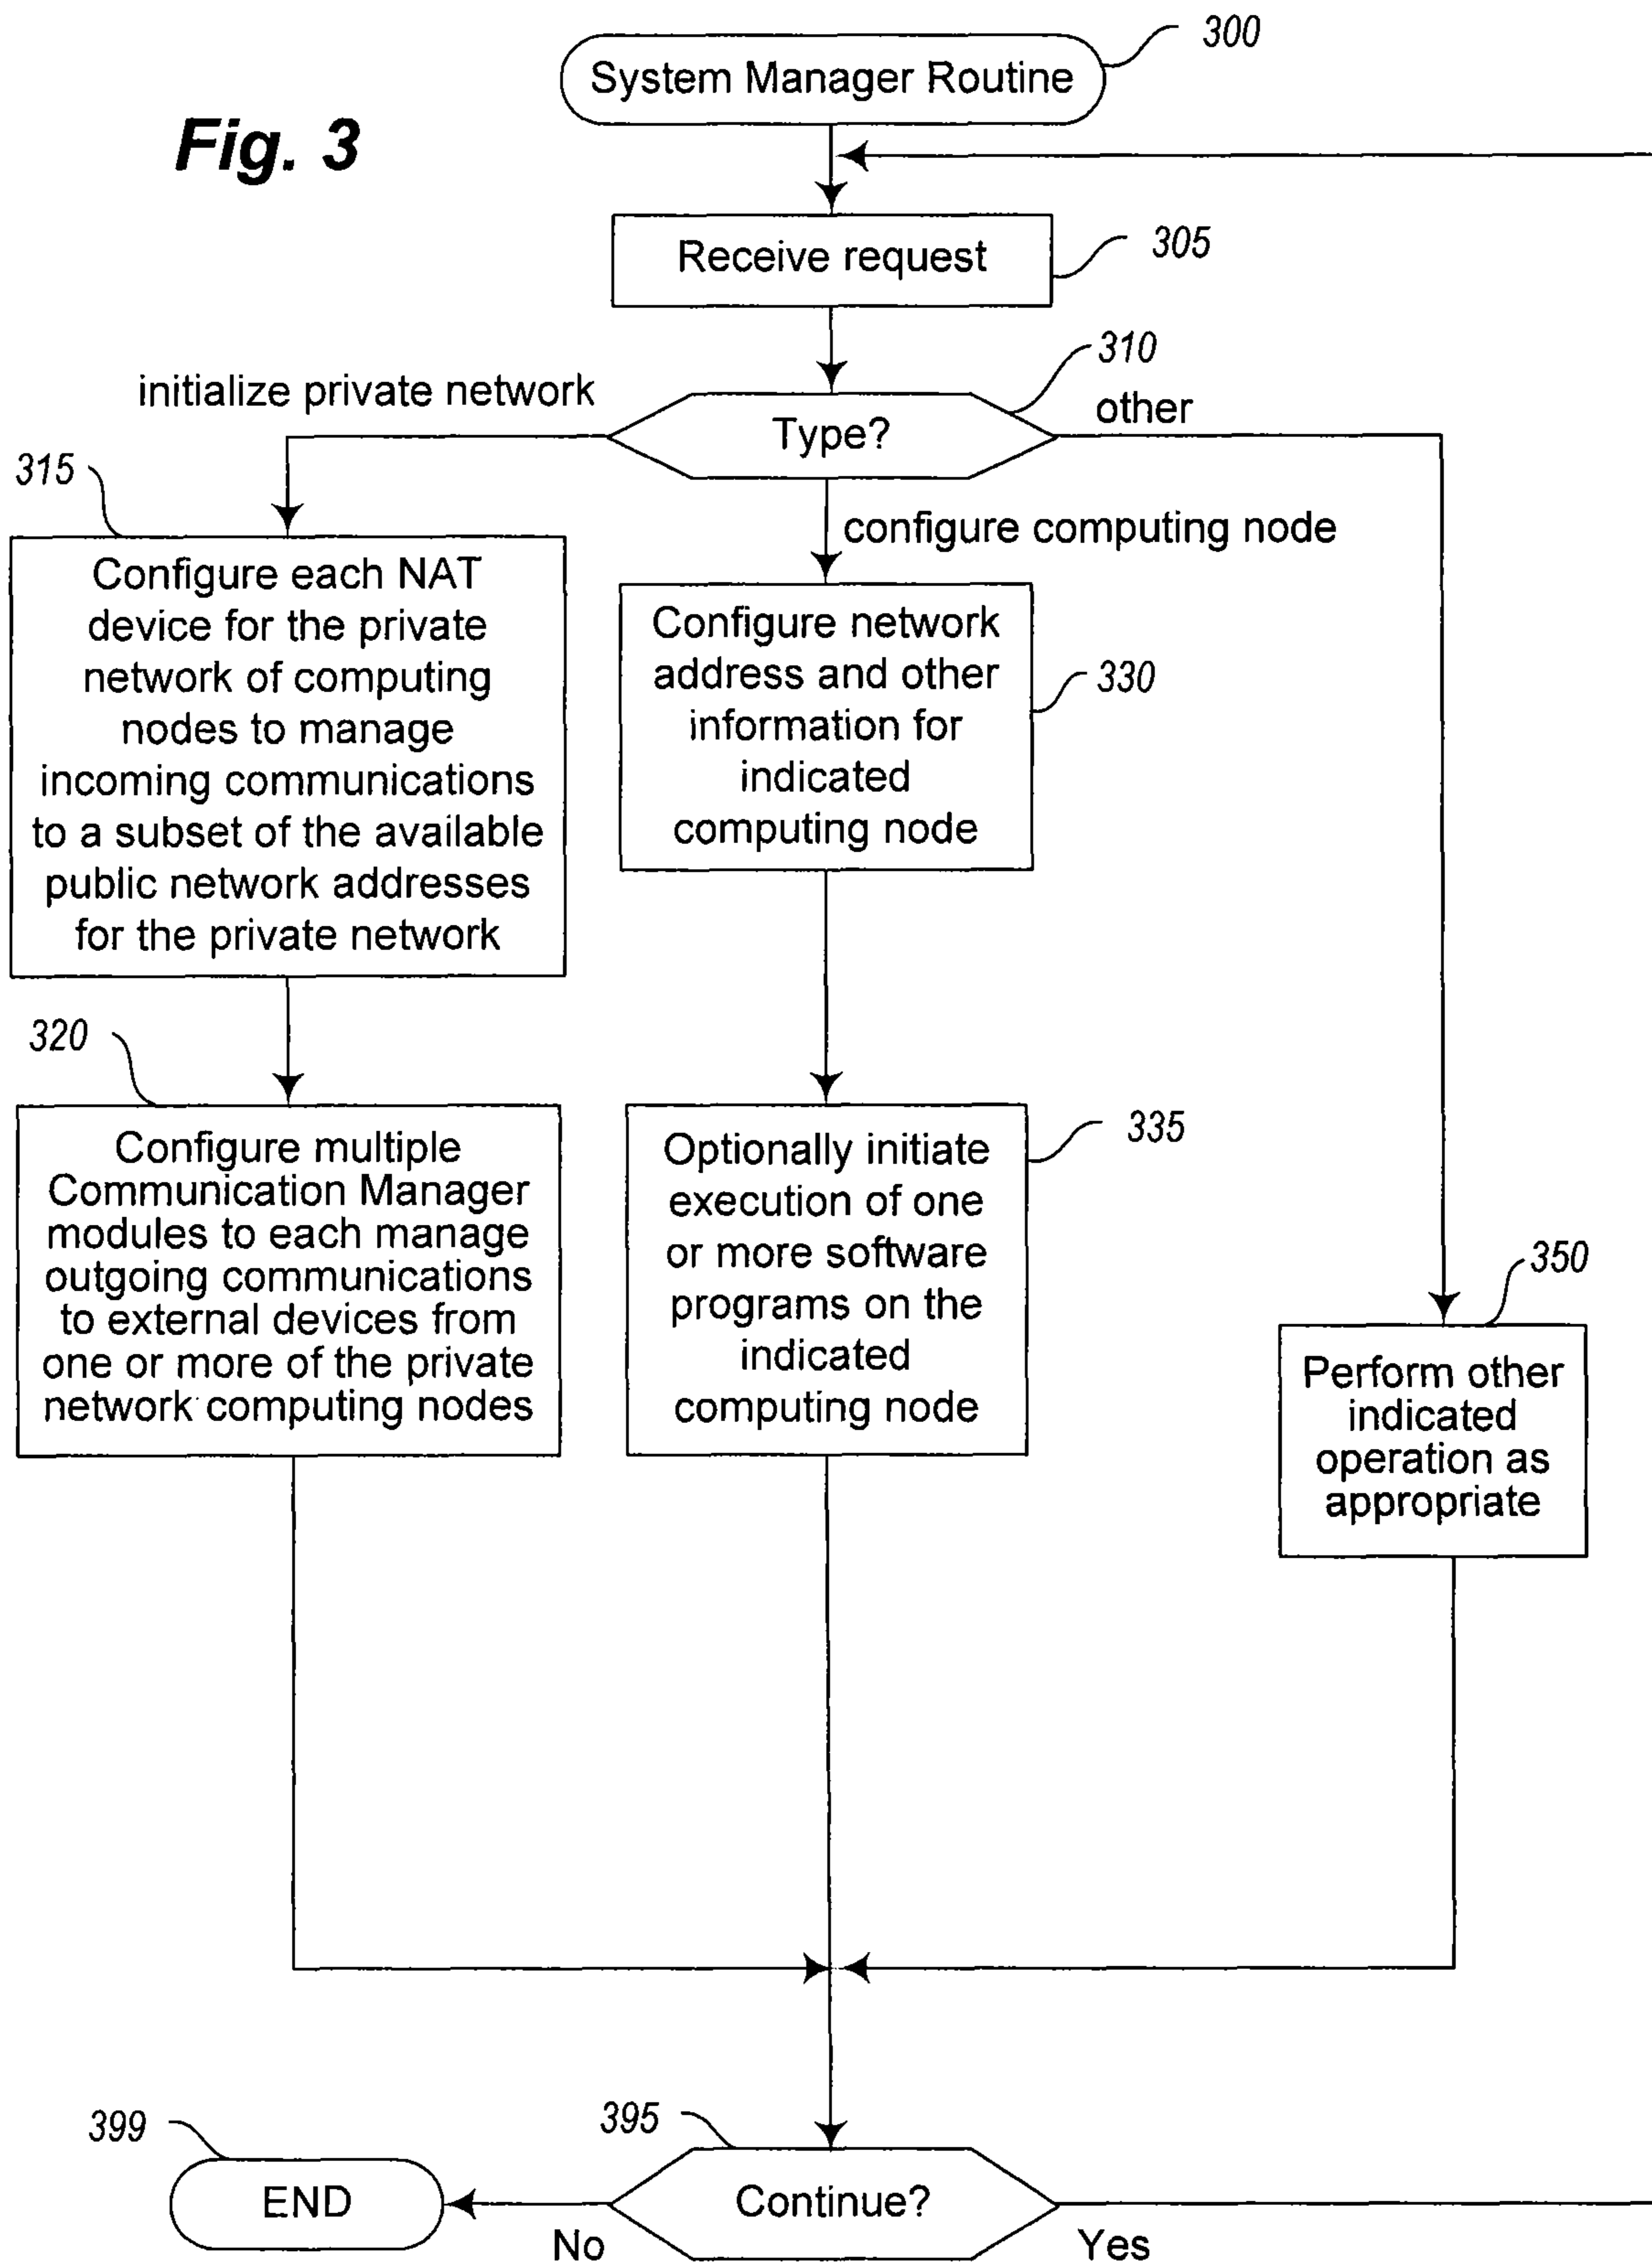 300
System Manager Routine
Fig. 3
Receive request
305
310
initialize private network
other
Type?
315
configure computing node
Configure each NAT
device for the private
network of computing
nodes to manage
incoming communications
to a subset of the available
public network addresses
for the private network
Configure network
address and other
information for
indicated
computing node
330
320
Configure multiple
Communication Manager
modules to each manage
outgoing communications
to external devices from
one or more of the private
network computing nodes
Optionally initiate
execution of one
or more software
programs on the
indicated
computing node
335
350
Perform other
indicated
operation as
appropriate
399
395
END
Continue?
No
Yes